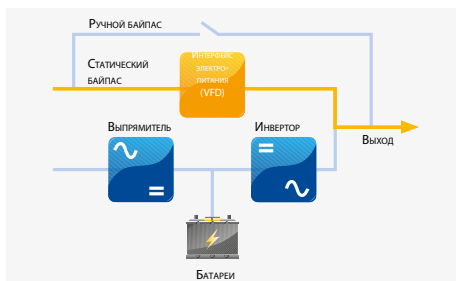 Ручной байпас
Статический
байпас
Интерфейс
электро-
питания
(VFD)
Выпрямитель
Инвертор
Выход
Батареи